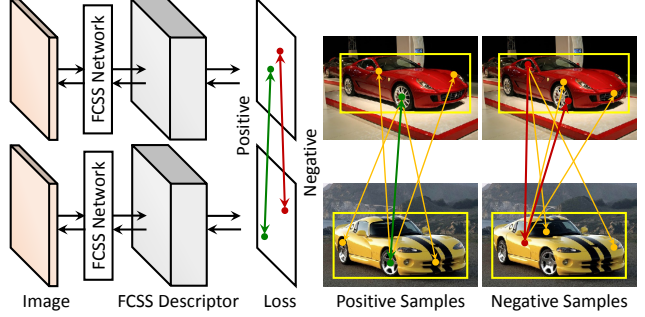 FCSS Network
FCSS Network
Positive
Negative
Image
FCSS Descriptor
Loss
Positive Samples
Negative Samples